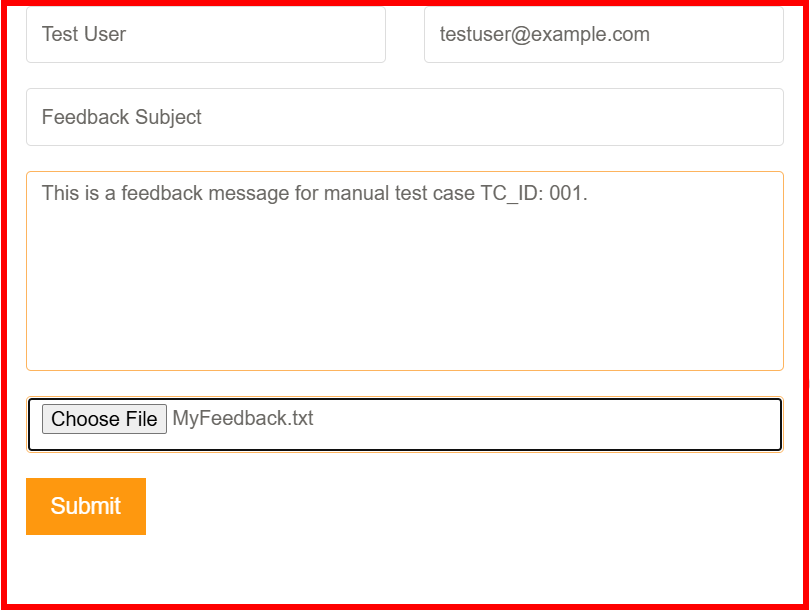 Test User
testuser@example.com
Feedback Subject
This is a feedback message for manual test case TC_ID: 001.
Choose File MyFeedback.txt
Submit